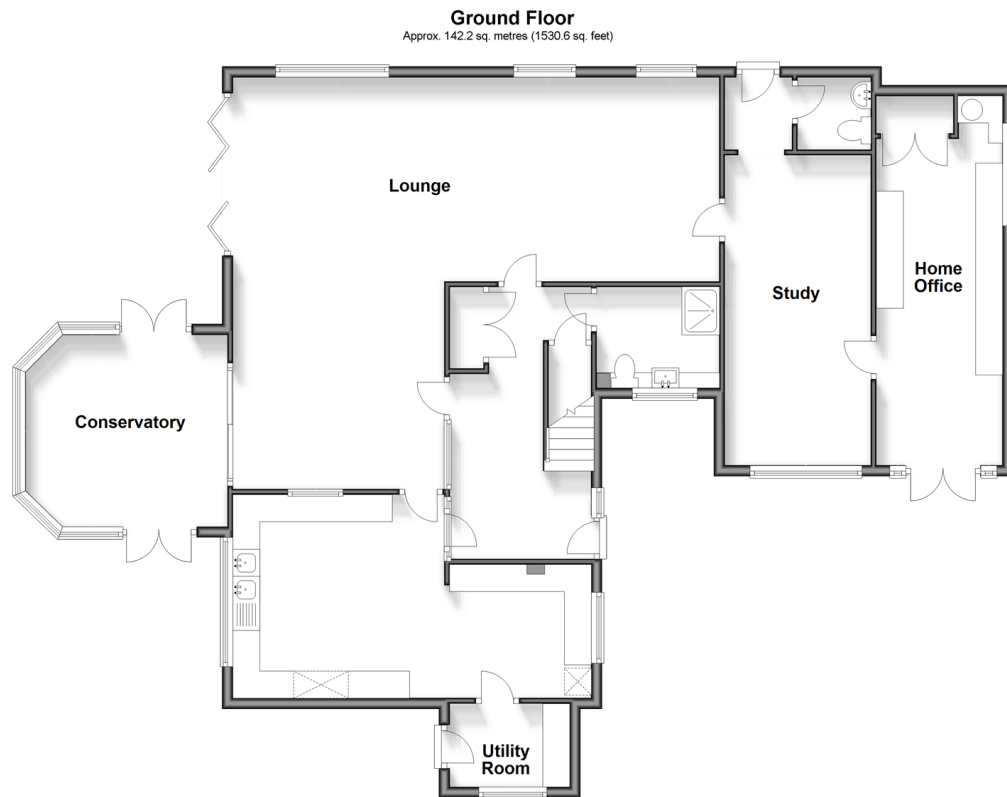 Ground Floor
Approx. 142.2 sq. metres (1530.6 sq. feet)
Lounge
Home
Office
Study
Conservatory
Utility
Room